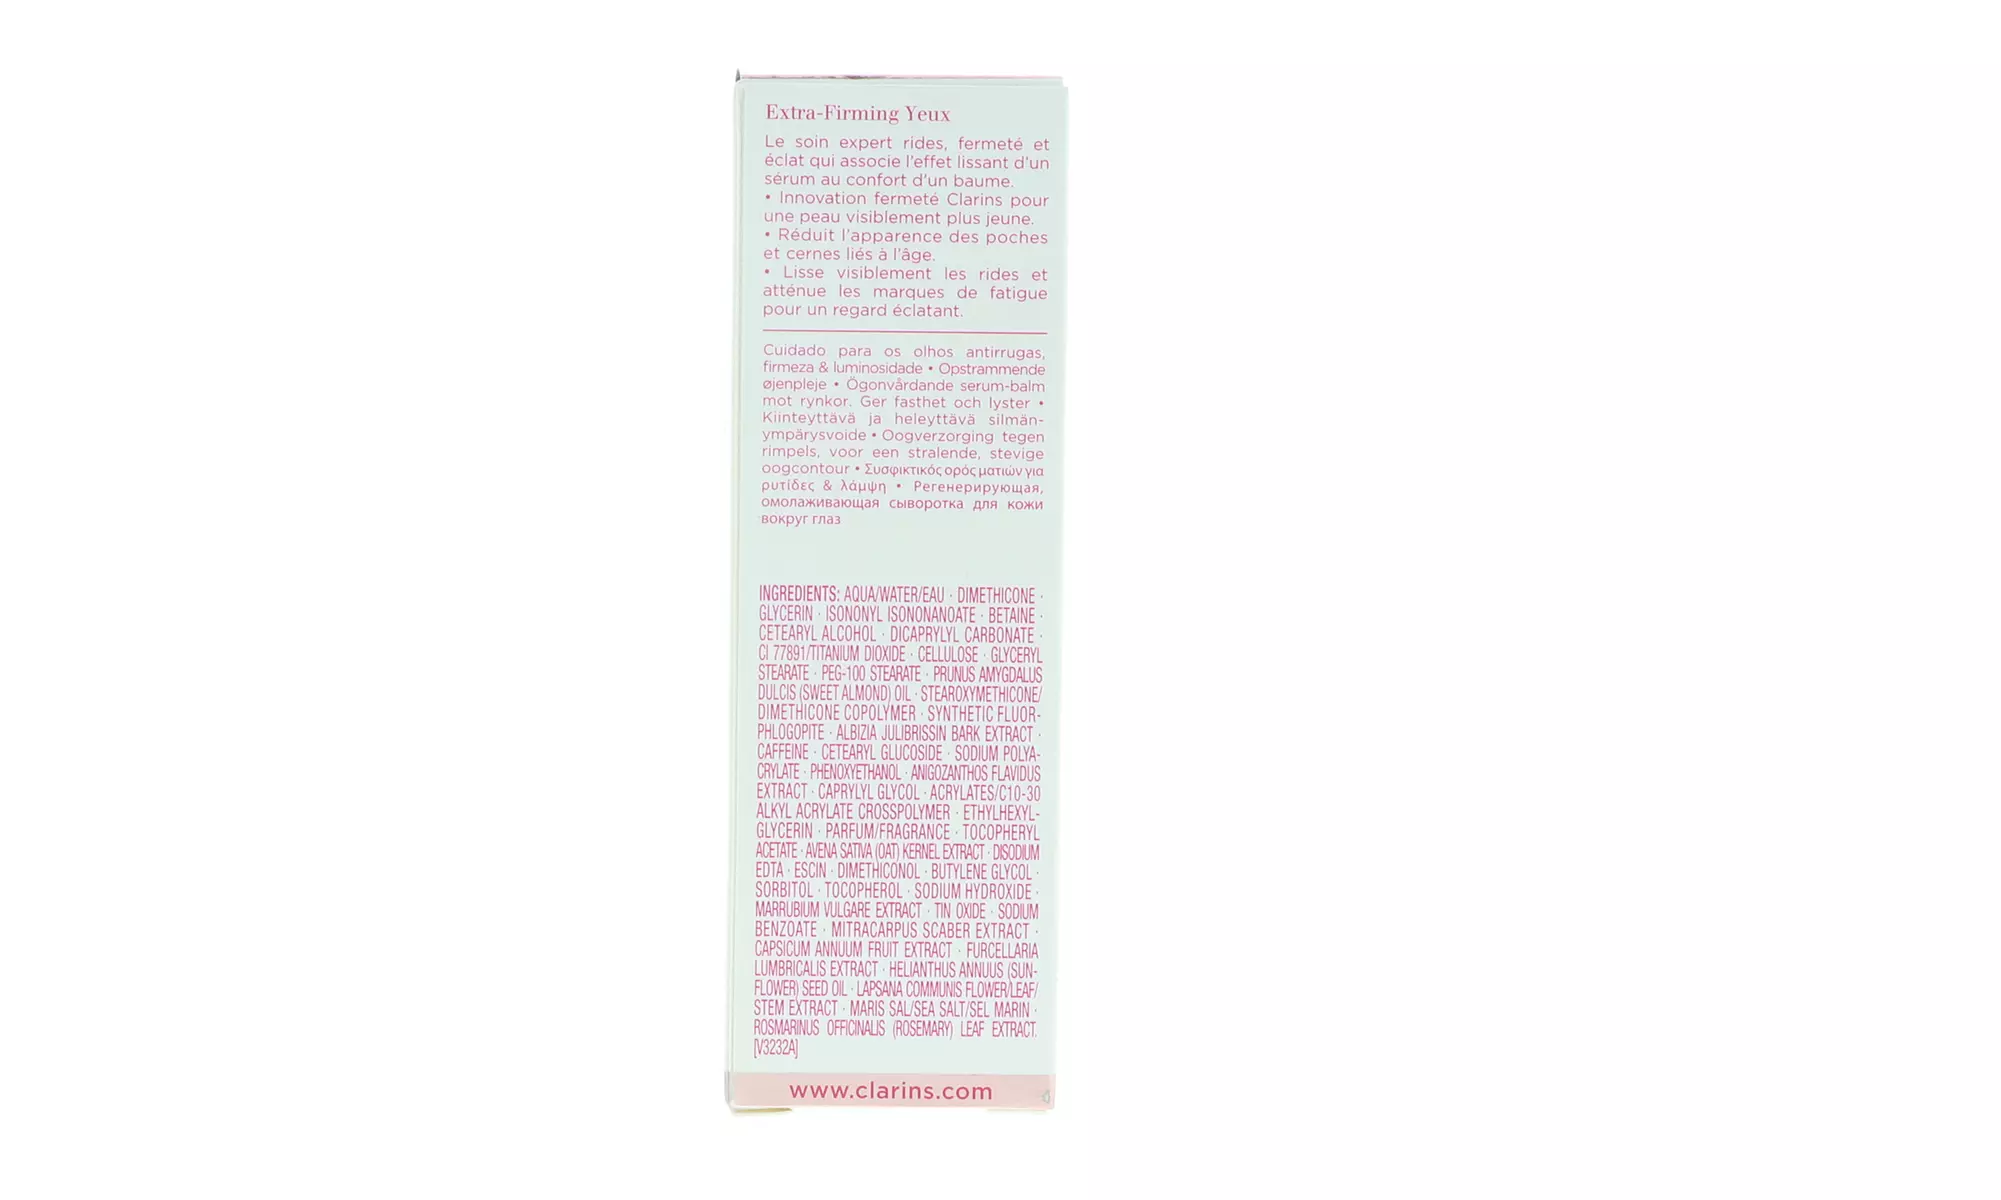 Extra-Firming Yeux
Le soin expert rides, fermeté et
éclat qui associe l'effet lissant d'un
sérum au confort d'un baume.
• Innovation fermeté Clarins pour
une peau visiblement plus jeune.
• Réduit l'apparence des poches
et cernes liés à l'âge.
• Lisse visiblement les rides et
atténue les marques de fatigue
pour un regard éclatant.
Cuidado para os olhos antirrugas,
firmeza & luminosidade • Opstrammende
øjenpleje • Ögonvårdande serum-balm
mot rynkor. Ger fasthet och lyster •
Kiinteyttävä ja heleyttävä silmän-
ympärysvoide • Oogverzorging tegen
rimpels, voor een stralende, stevige
oogcontour • Συσφικτικός ορός ματιών για
ρυτίδες & λάμψη • Регенерирующая,
омолаживающая сыворотка для кожи
вокруг глаз
INGREDIENTS: AQUA/WATER/EAU · DIMETHICONE ·
GLYCERIN · ISONONYL ISONONANOATE · BETAINE ·
CETEARYL ALCOHOL · DICAPRYLYL CARBONATE ·
CI 77891/TITANIUM DIOXIDE · CELLULOSE · GLYCERYL
STEARATE · PEG-100 STEARATE · PRUNUS AMYGDALUS
DULCIS (SWEET ALMOND) OIL · STEAROXYMETHICONE/
DIMETHICONE COPOLYMER · SYNTHETIC FLUOR-
PHLOGOPITE · ALBIZIA JULIBRISSIN BARK EXTRACT ·
CAFFEINE · CETEARYL GLUCOSIDE · SODIUM POLYA-
CRYLATE · PHENOXYETHANOL · ANIGOZANTHOS FLAVIDUS
EXTRACT · CAPRYLYL GLYCOL · ACRYLATES/C10-30
ALKYL ACRYLATE CROSSPOLYMER · ETHYLHEXYL-
GLYCERIN · PARFUM/FRAGRANCE · TOCOPHERYL
ACETATE · AVENA SATIVA (OAT) KERNEL EXTRACT · DISODIUM
EDTA · ESCIN · DIMETHICONOL · BUTYLENE GLYCOL ·
SORBITOL · TOCOPHEROL · SODIUM HYDROXIDE ·
MARRUBIUM VULGARE EXTRACT · TIN OXIDE · SODIUM
BENZOATE · MITRACARPUS SCABER EXTRACT ·
CAPSICUM ANNUUM FRUIT EXTRACT · FURCELLARIA
LUMBRICALIS EXTRACT · HELIANTHUS ANNUUS (SUN-
FLOWER) SEED OIL · LAPSANA COMMUNIS FLOWER/LEAF/
STEM EXTRACT · MARIS SAL/SEA SALT/SEL MARIN ·
ROSMARINUS OFFICINALIS (ROSEMARY) LEAF EXTRACT.
[V3232A]
www.clarins.com